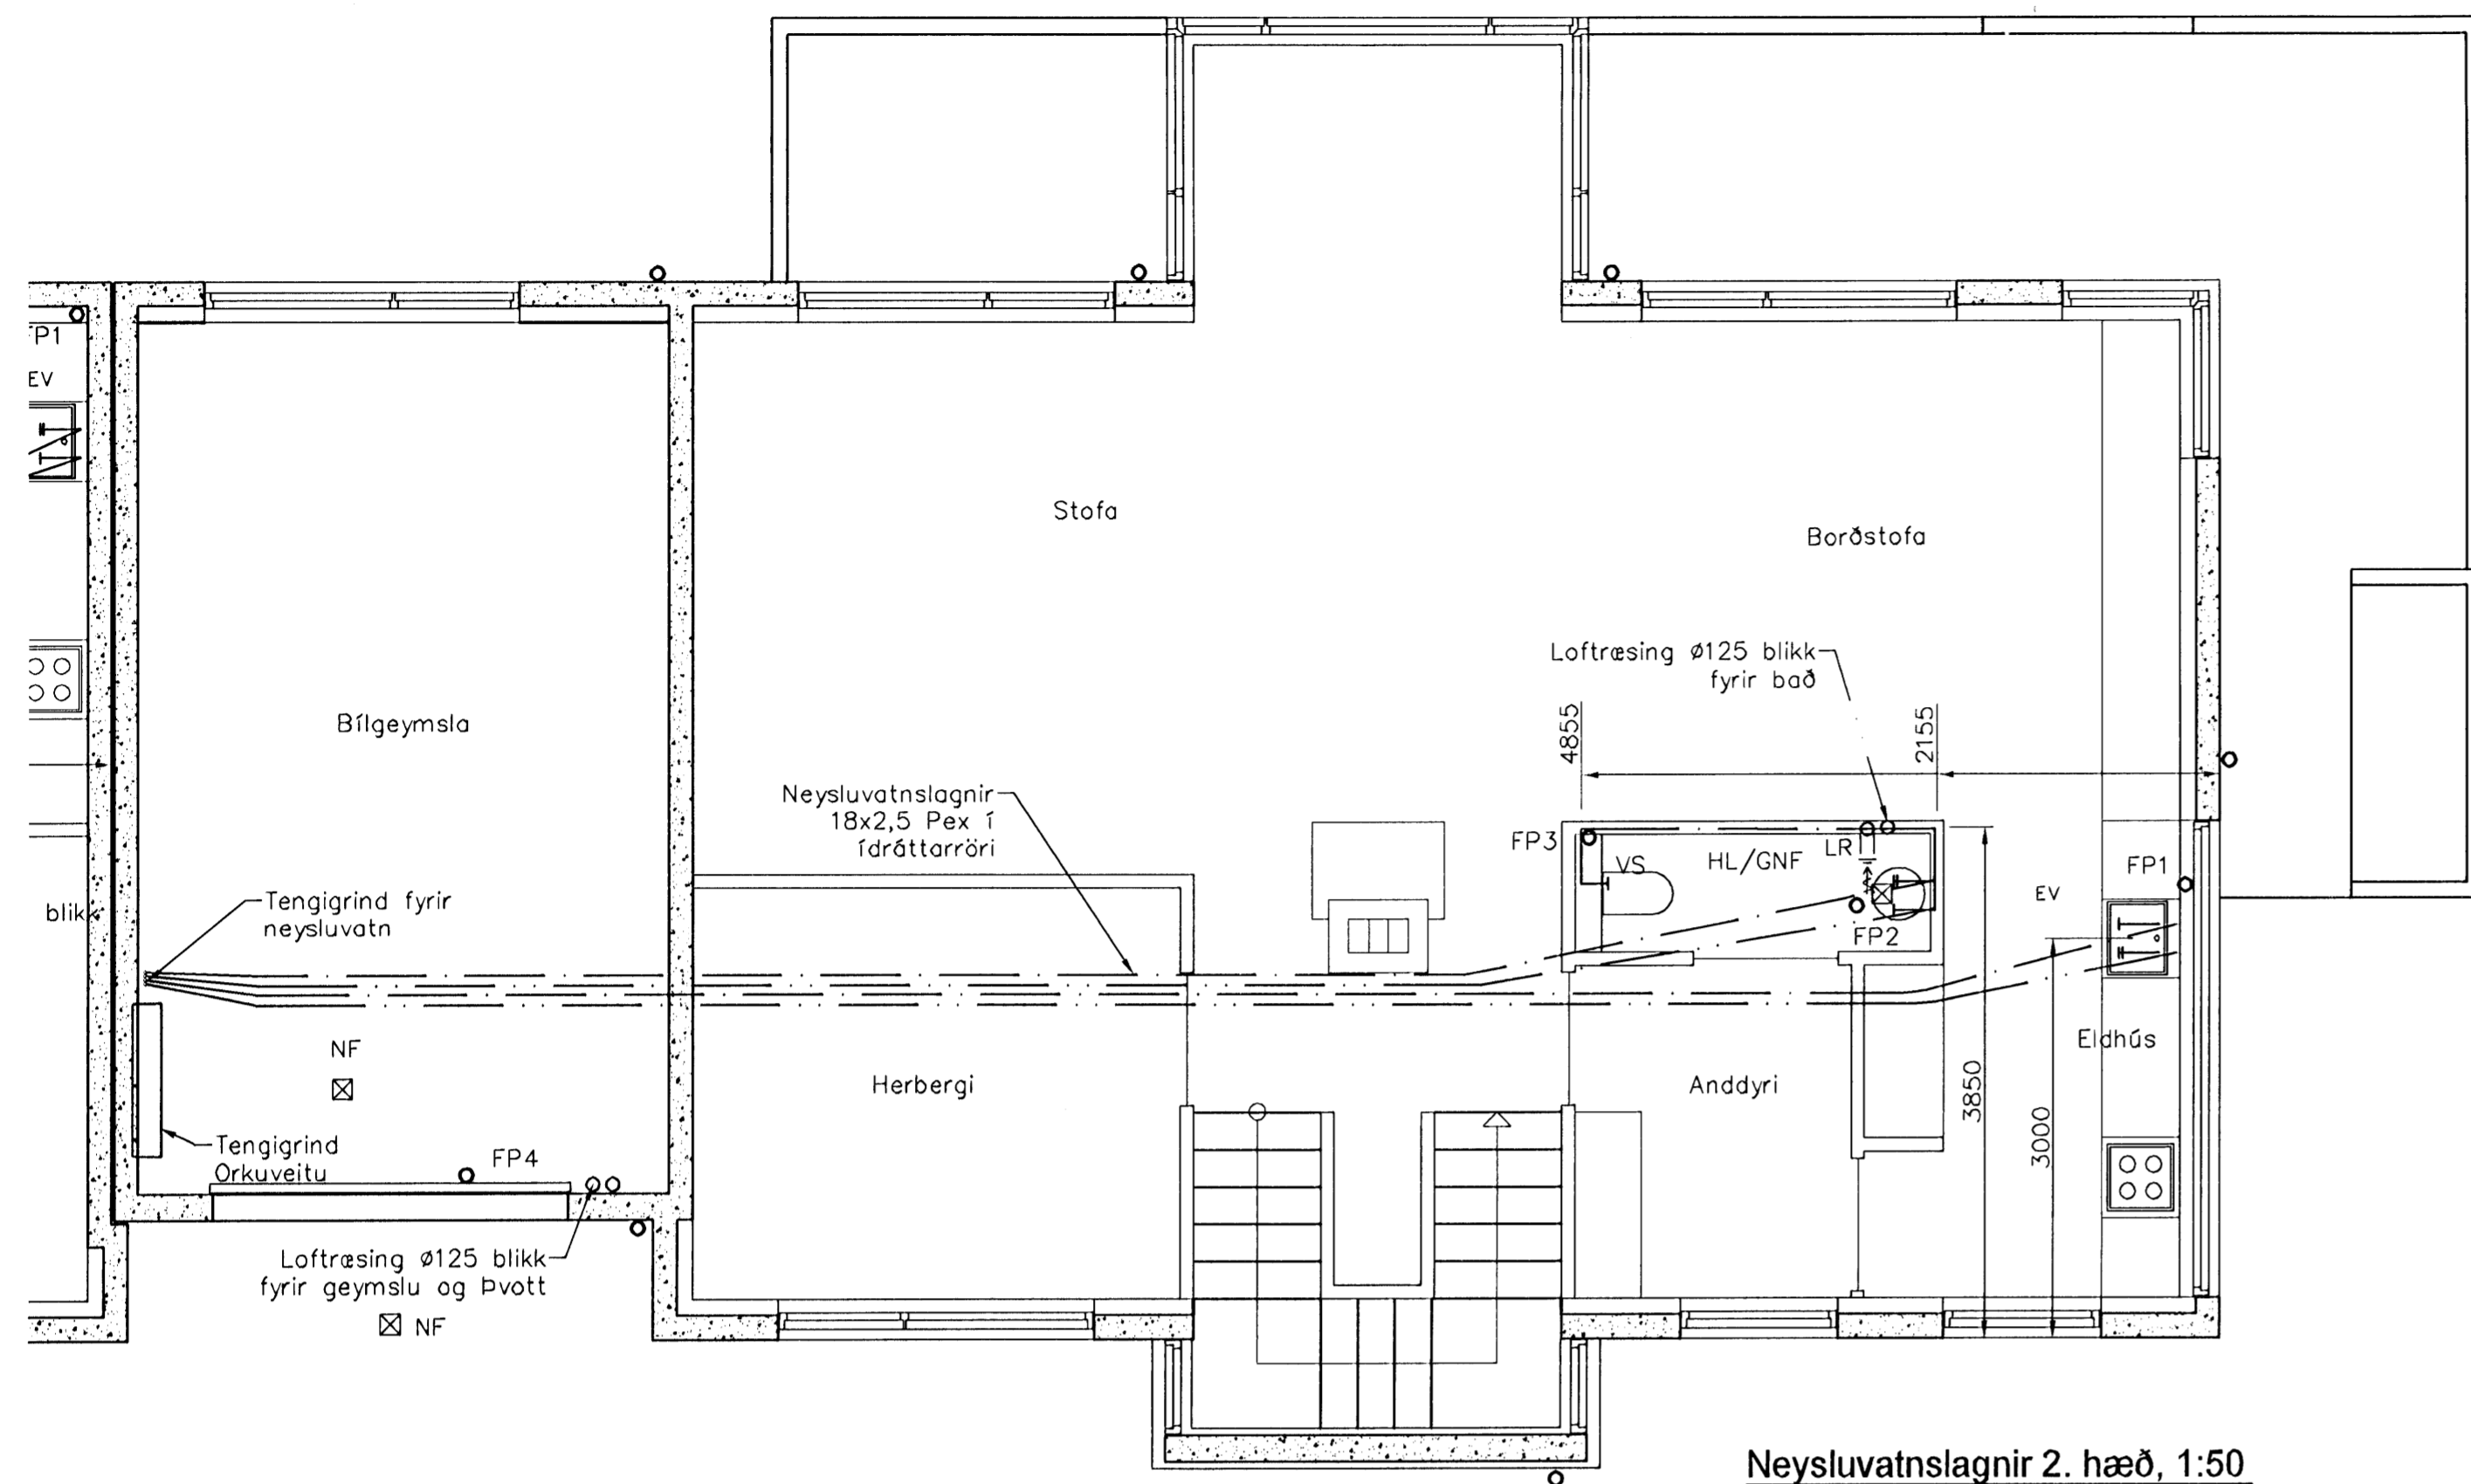 FP1
EV
Stofa
Borðstofa
Loftræsing ø125 blikk
fyrir bað
4855
2155
Bílgeymsla
Neysluvatnslagnir
18x2,5 Pex í
ídráttarröri
FP3
VS
HL/GNF
LR
FP1
EV
FP2
blikk
Tengigrind fyrir
neysluvatn
NF
Herbergi
Anddyri
Eldhús
3850
3000
Tengigrind
Orkuveitu
FP4
Loftræsing ø125 blikk
fyrir geymslu og Þvott
NF
Neysluvatnslagnir 2. hæð, 1:50